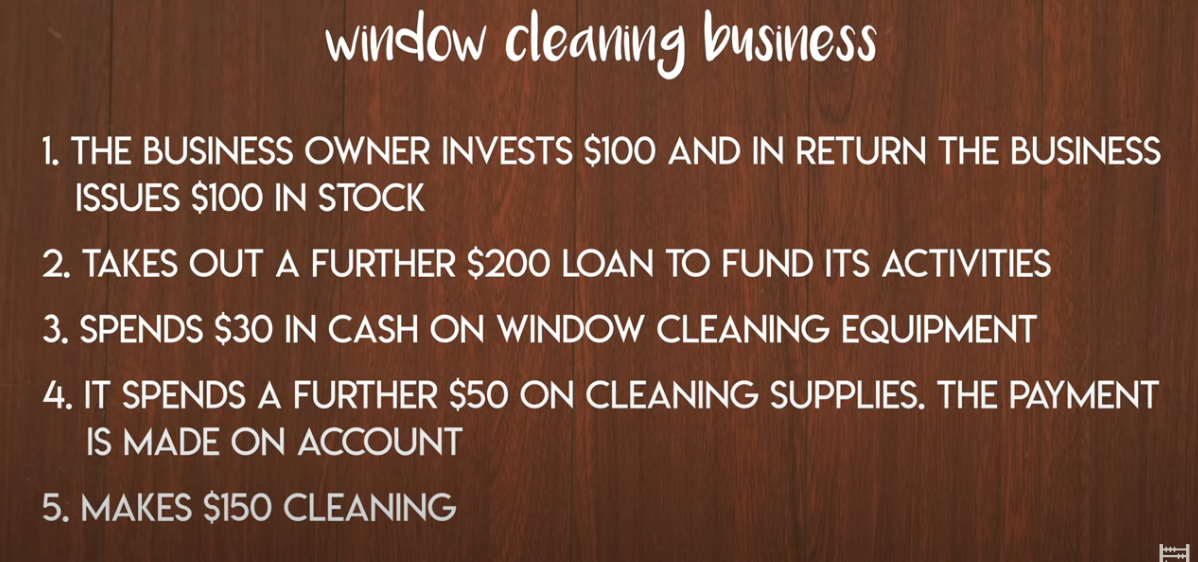 window cleaning business
1. THE BUSINESS OWNER INVESTS $100 AND IN RETURN THE BUSINESS
ISSUES $100 IN STOCK
2. TAKES OUT A FURTHER $200 LOAN TO FUND ITS ACTIVITIES
3. SPENDS $30 IN CASH ON WINDOW CLEANING EQUIPMENT
4. IT SPENDS A FURTHER $50 ON CLEANING SUPPLIES. THE PAYMENT
IS MADE ON ACCOUNT
5. MAKES $150 CLEANING